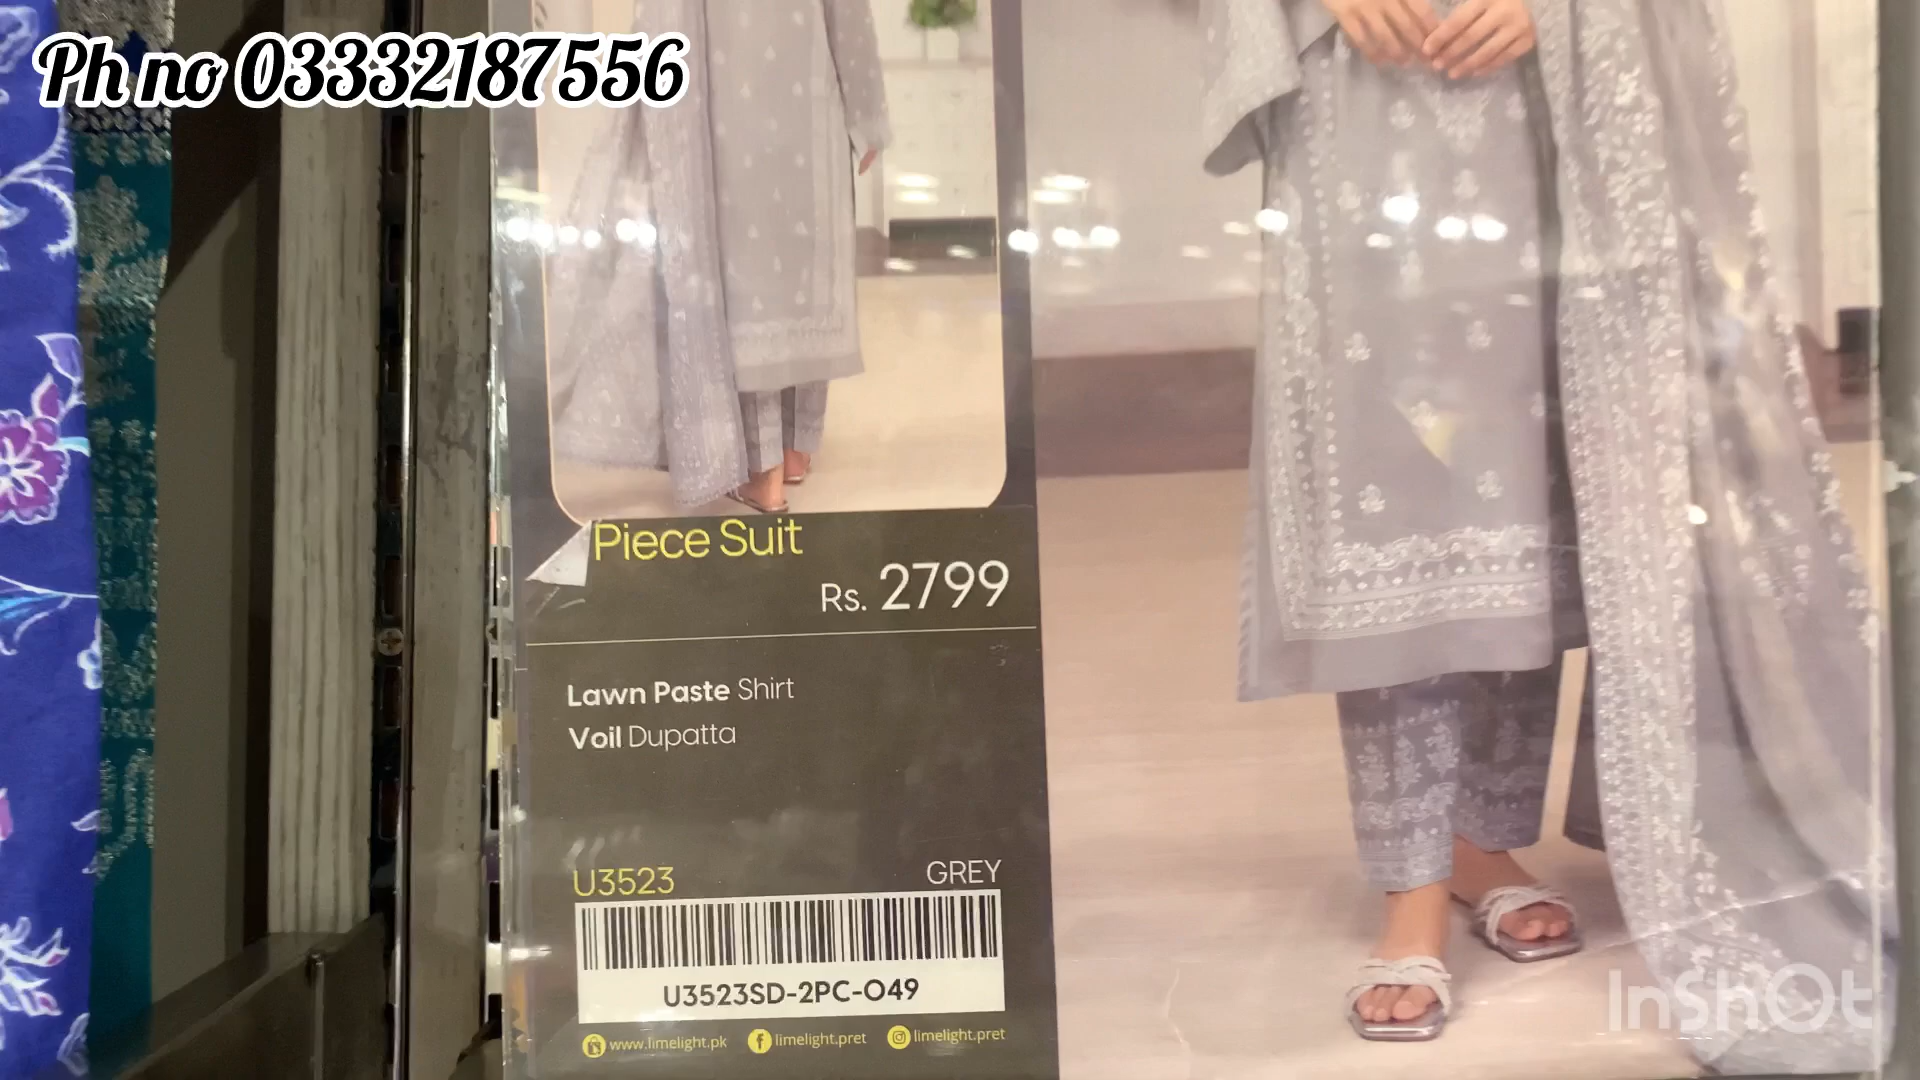 Ph no 03332187556
Piece Suit
Rs. 2799
Lawn Paste Shirt
Voil Dupatta
U3523
GREY
U3523SD-2PC-049
www.limelight.pk
limelight.pret
limelight.pret
InShOt